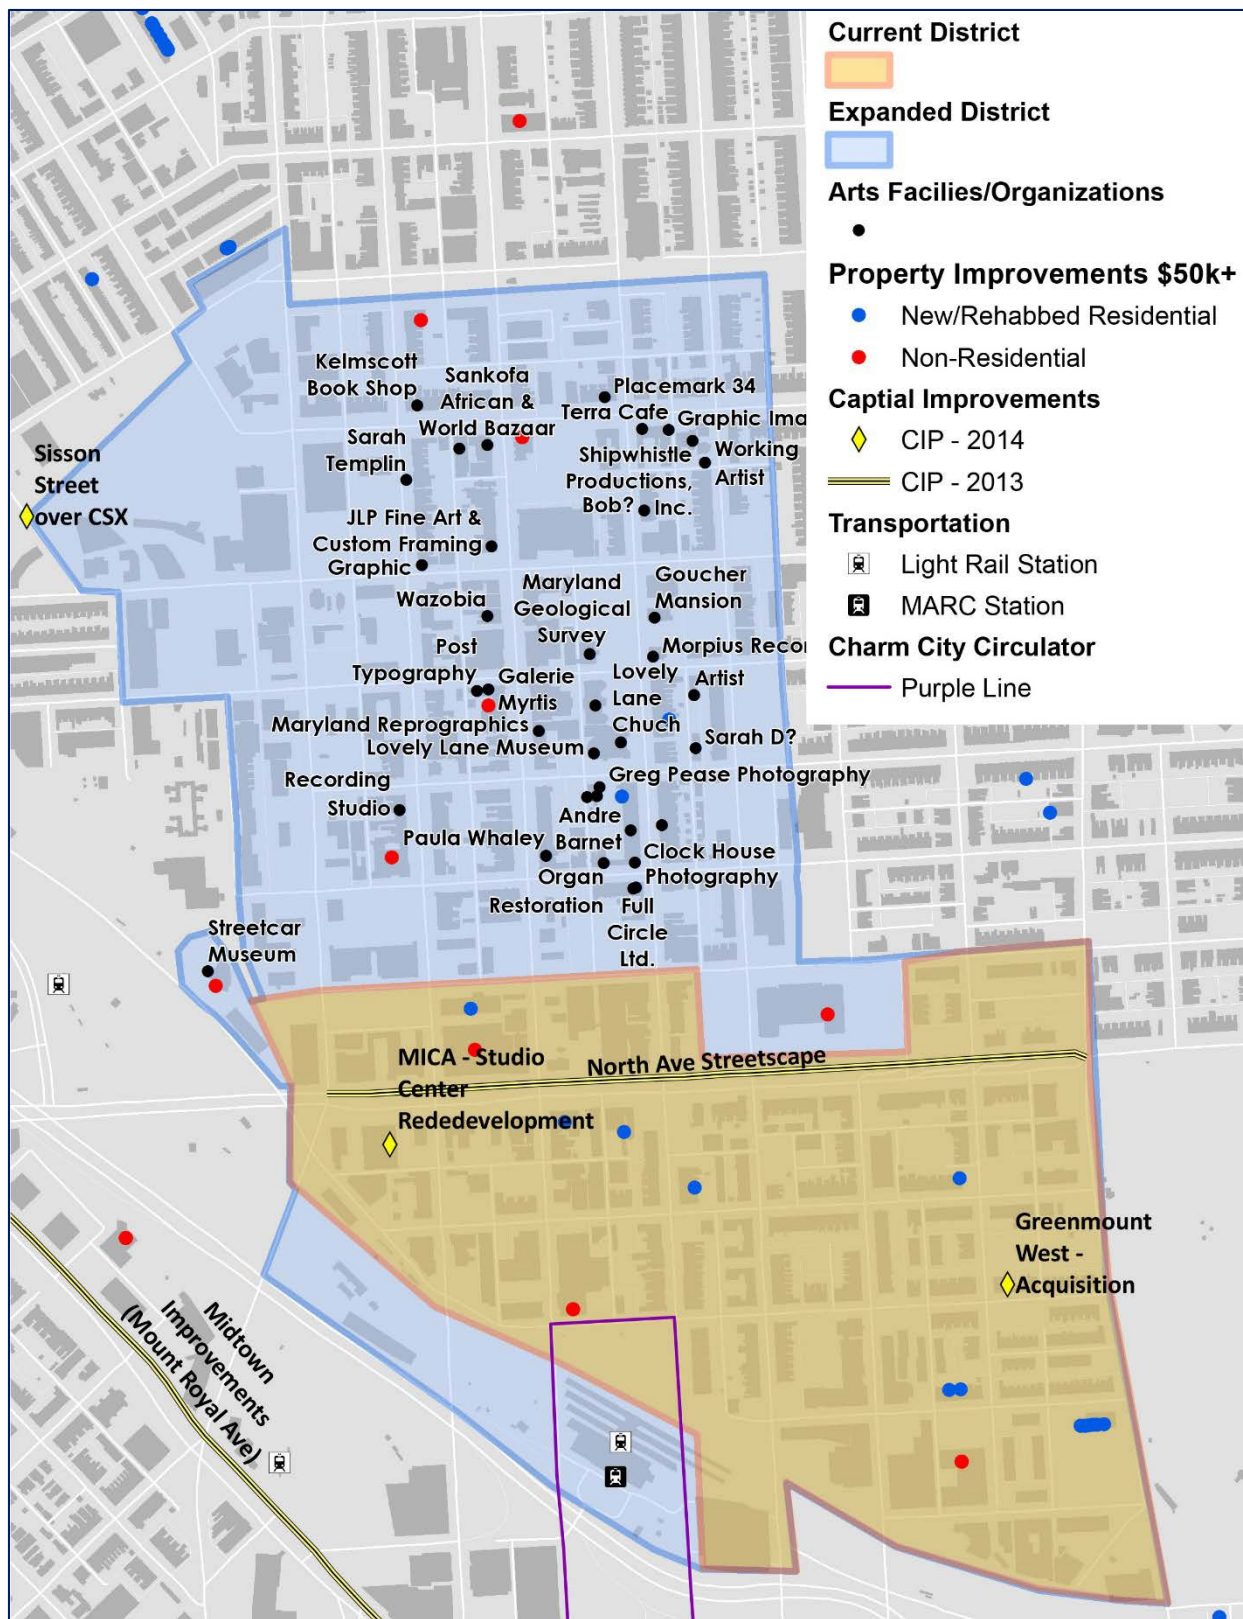 Current District
Expanded District
Arts Facilies/Organizations
Property Improvements $50k+
New/Rehabbed Residential
Non-Residential
Captial Improvements
CIP - 2014
CIP - 2013
Transportation
Light Rail Station
MARC Station
Charm City Circulator
Purple Line
Kelmscott
Book Shop
Sankofa
African &
World Bazaar
Placemark 34
Terra Cafe
Graphic Ima
Sarah
Templin
Shipwhistle
Productions,
Inc.
Working
Artist
Bob?
Sisson
Street
over CSX
JLP Fine Art &
Custom Framing
Graphic
Wazobia
Maryland
Geological
Survey
Goucher
Mansion
Post
Typography
Galerie
Myrtis
Morpius Recor
Lovely
Lane
Chuch
Artist
Maryland Reprographics
Lovely Lane Museum
Sarah D?
Recording
Studio
Greg Pease Photography
Andre
Barnet
Paula Whaley
Clock House
Photography
Organ
Restoration
Full
Circle
Ltd.
Streetcar
Museum
MICA - Studio
Center
Rededevelopment
North Ave Streetscape
Greenmount
West -
Acquisition
Midtown
Improvements
(Mount Royal Ave)